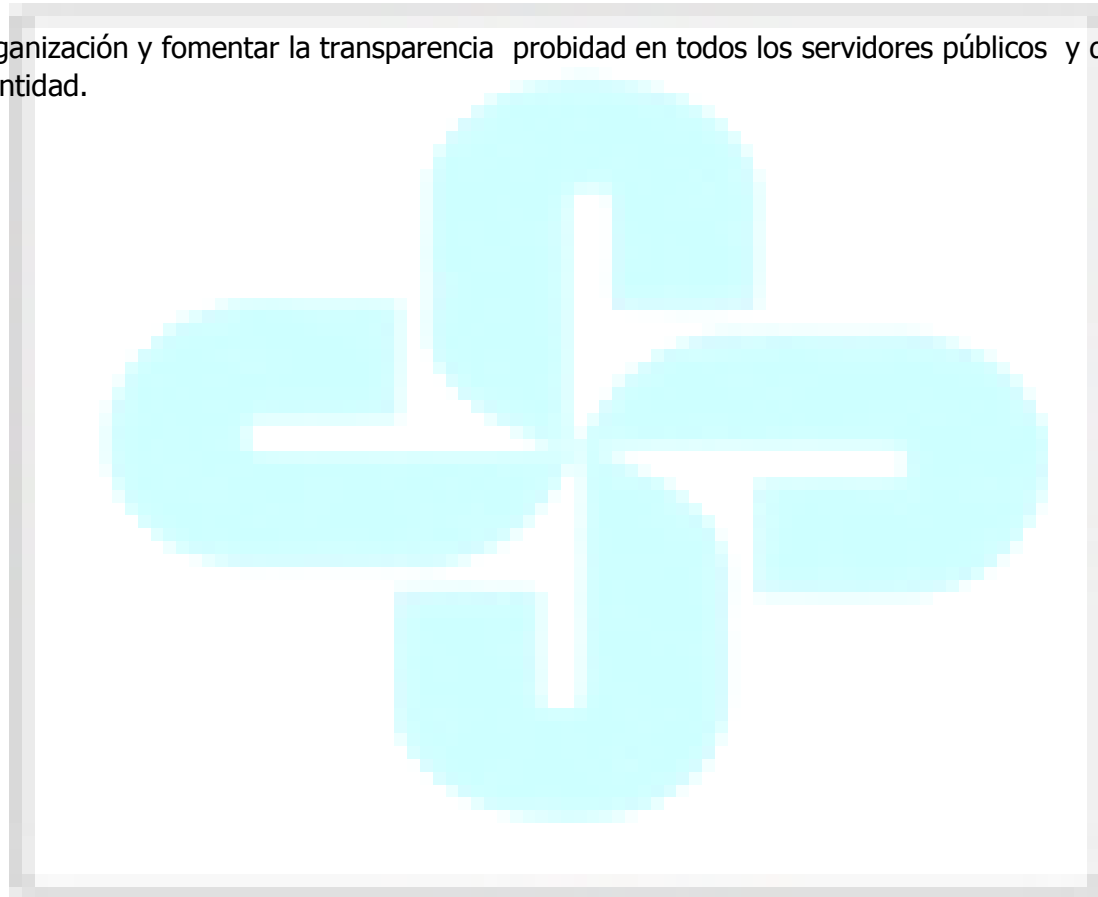 ganización y fomentar la transparencia  probidad en todos los servidores públicos  y
ntidad.